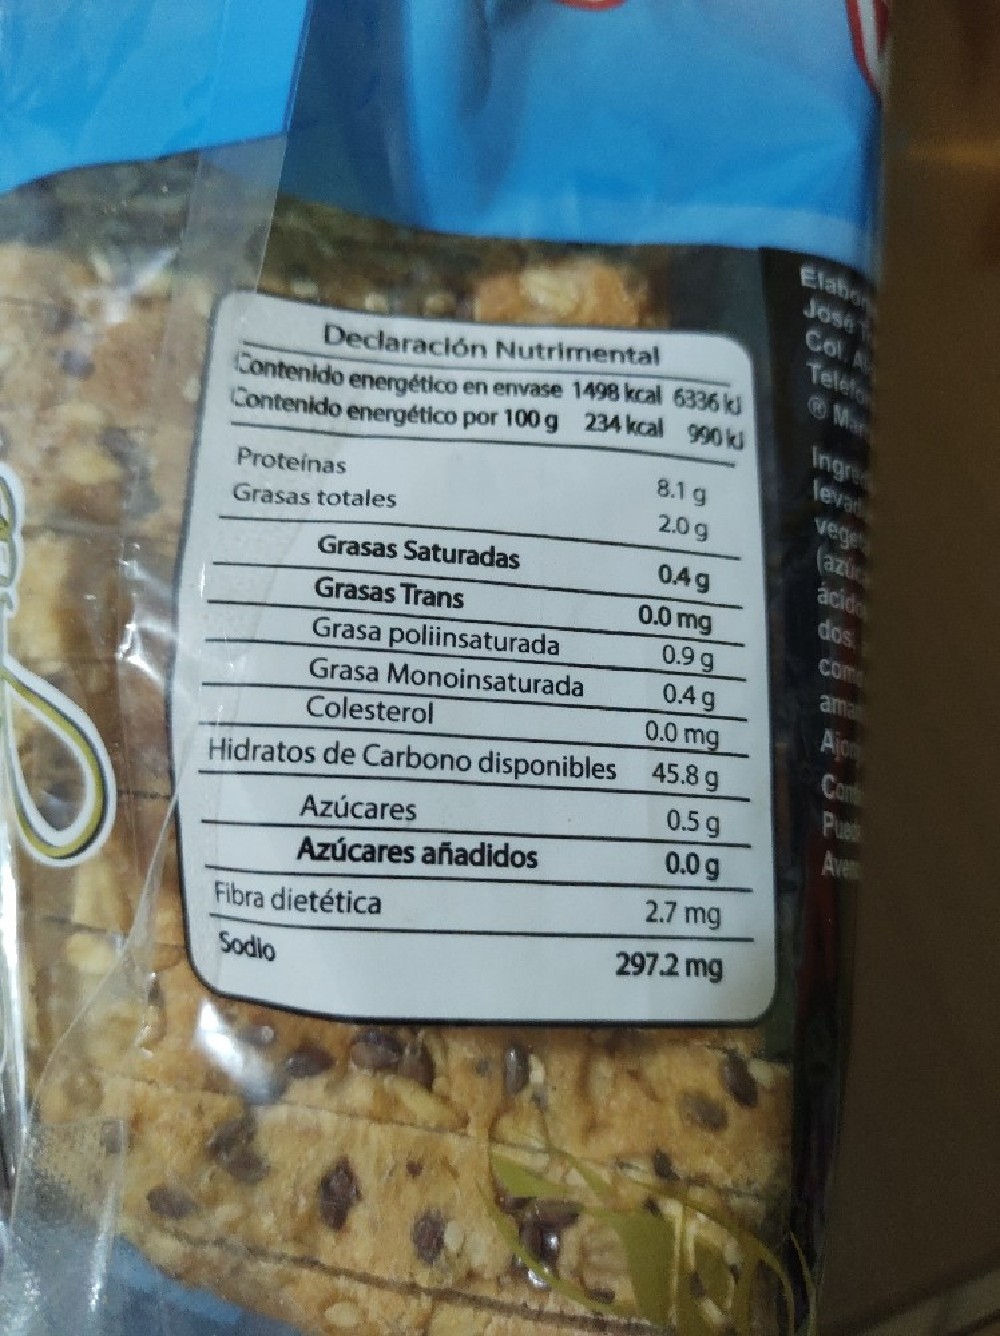 Declaración Nutrimental
Contenido energético en envase 1498 kcal 6336 kJ
Contenido energético por 100 g 234 kcal 990 kJ
Proteínas 8.1 g
Grasas totales 2.0 g
Grasas Saturadas 0.4 g
Grasas Trans 0.0 mg
Grasa poliinsaturada 0.9 g
Grasa Monoinsaturada 0.4 g
Colesterol 0.0 mg
Hidratos de Carbono disponibles 45.8 g
Azúcares 0.5 g
Azúcares añadidos 0.0 g
Fibra dietética 2.7 mg
Sodio 297.2 mg
José
Col.
®
dos.